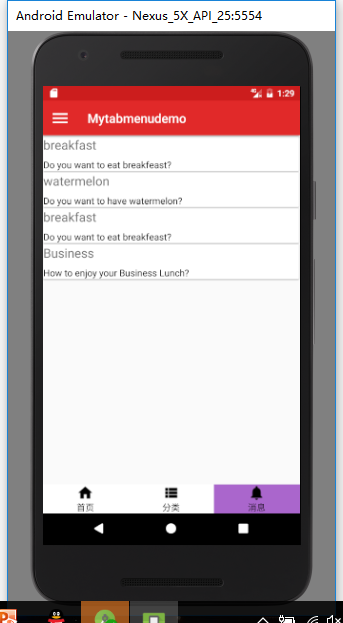 Android Emulator - Nexus_5X_API_25:5554
1:29
Mytabmenudemo
breakfast
Do you want to eat breakfeast?
watermelon
Do you want to have watermelon?
breakfast
Do you want to eat breakfeast?
Business
How to enjoy your Business Lunch?
首页 分类 消息